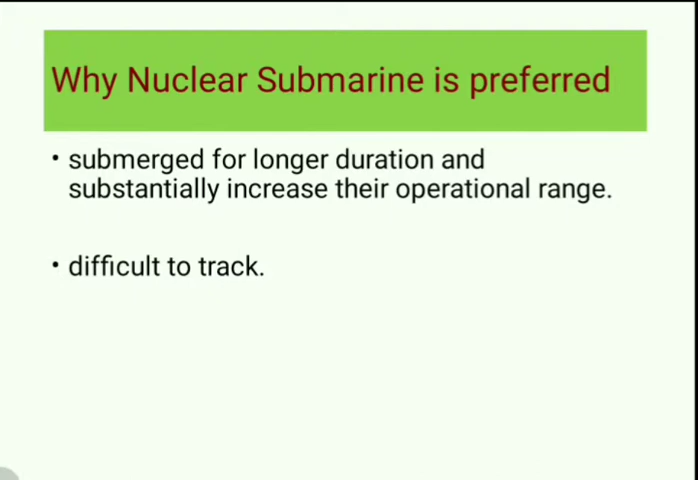 Why Nuclear Submarine is preferred
• submerged for longer duration and
substantially increase their operational range.
• difficult to track.